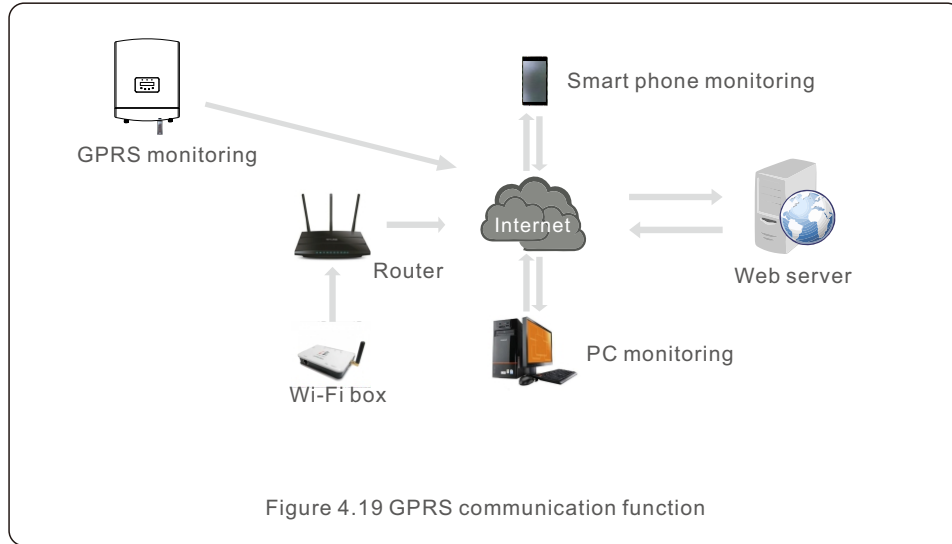 Smart phone monitoring
GPRS monitoring
Internet
Router
Web server
PC monitoring
Wi-Fi box
Figure 4.19 GPRS communication function